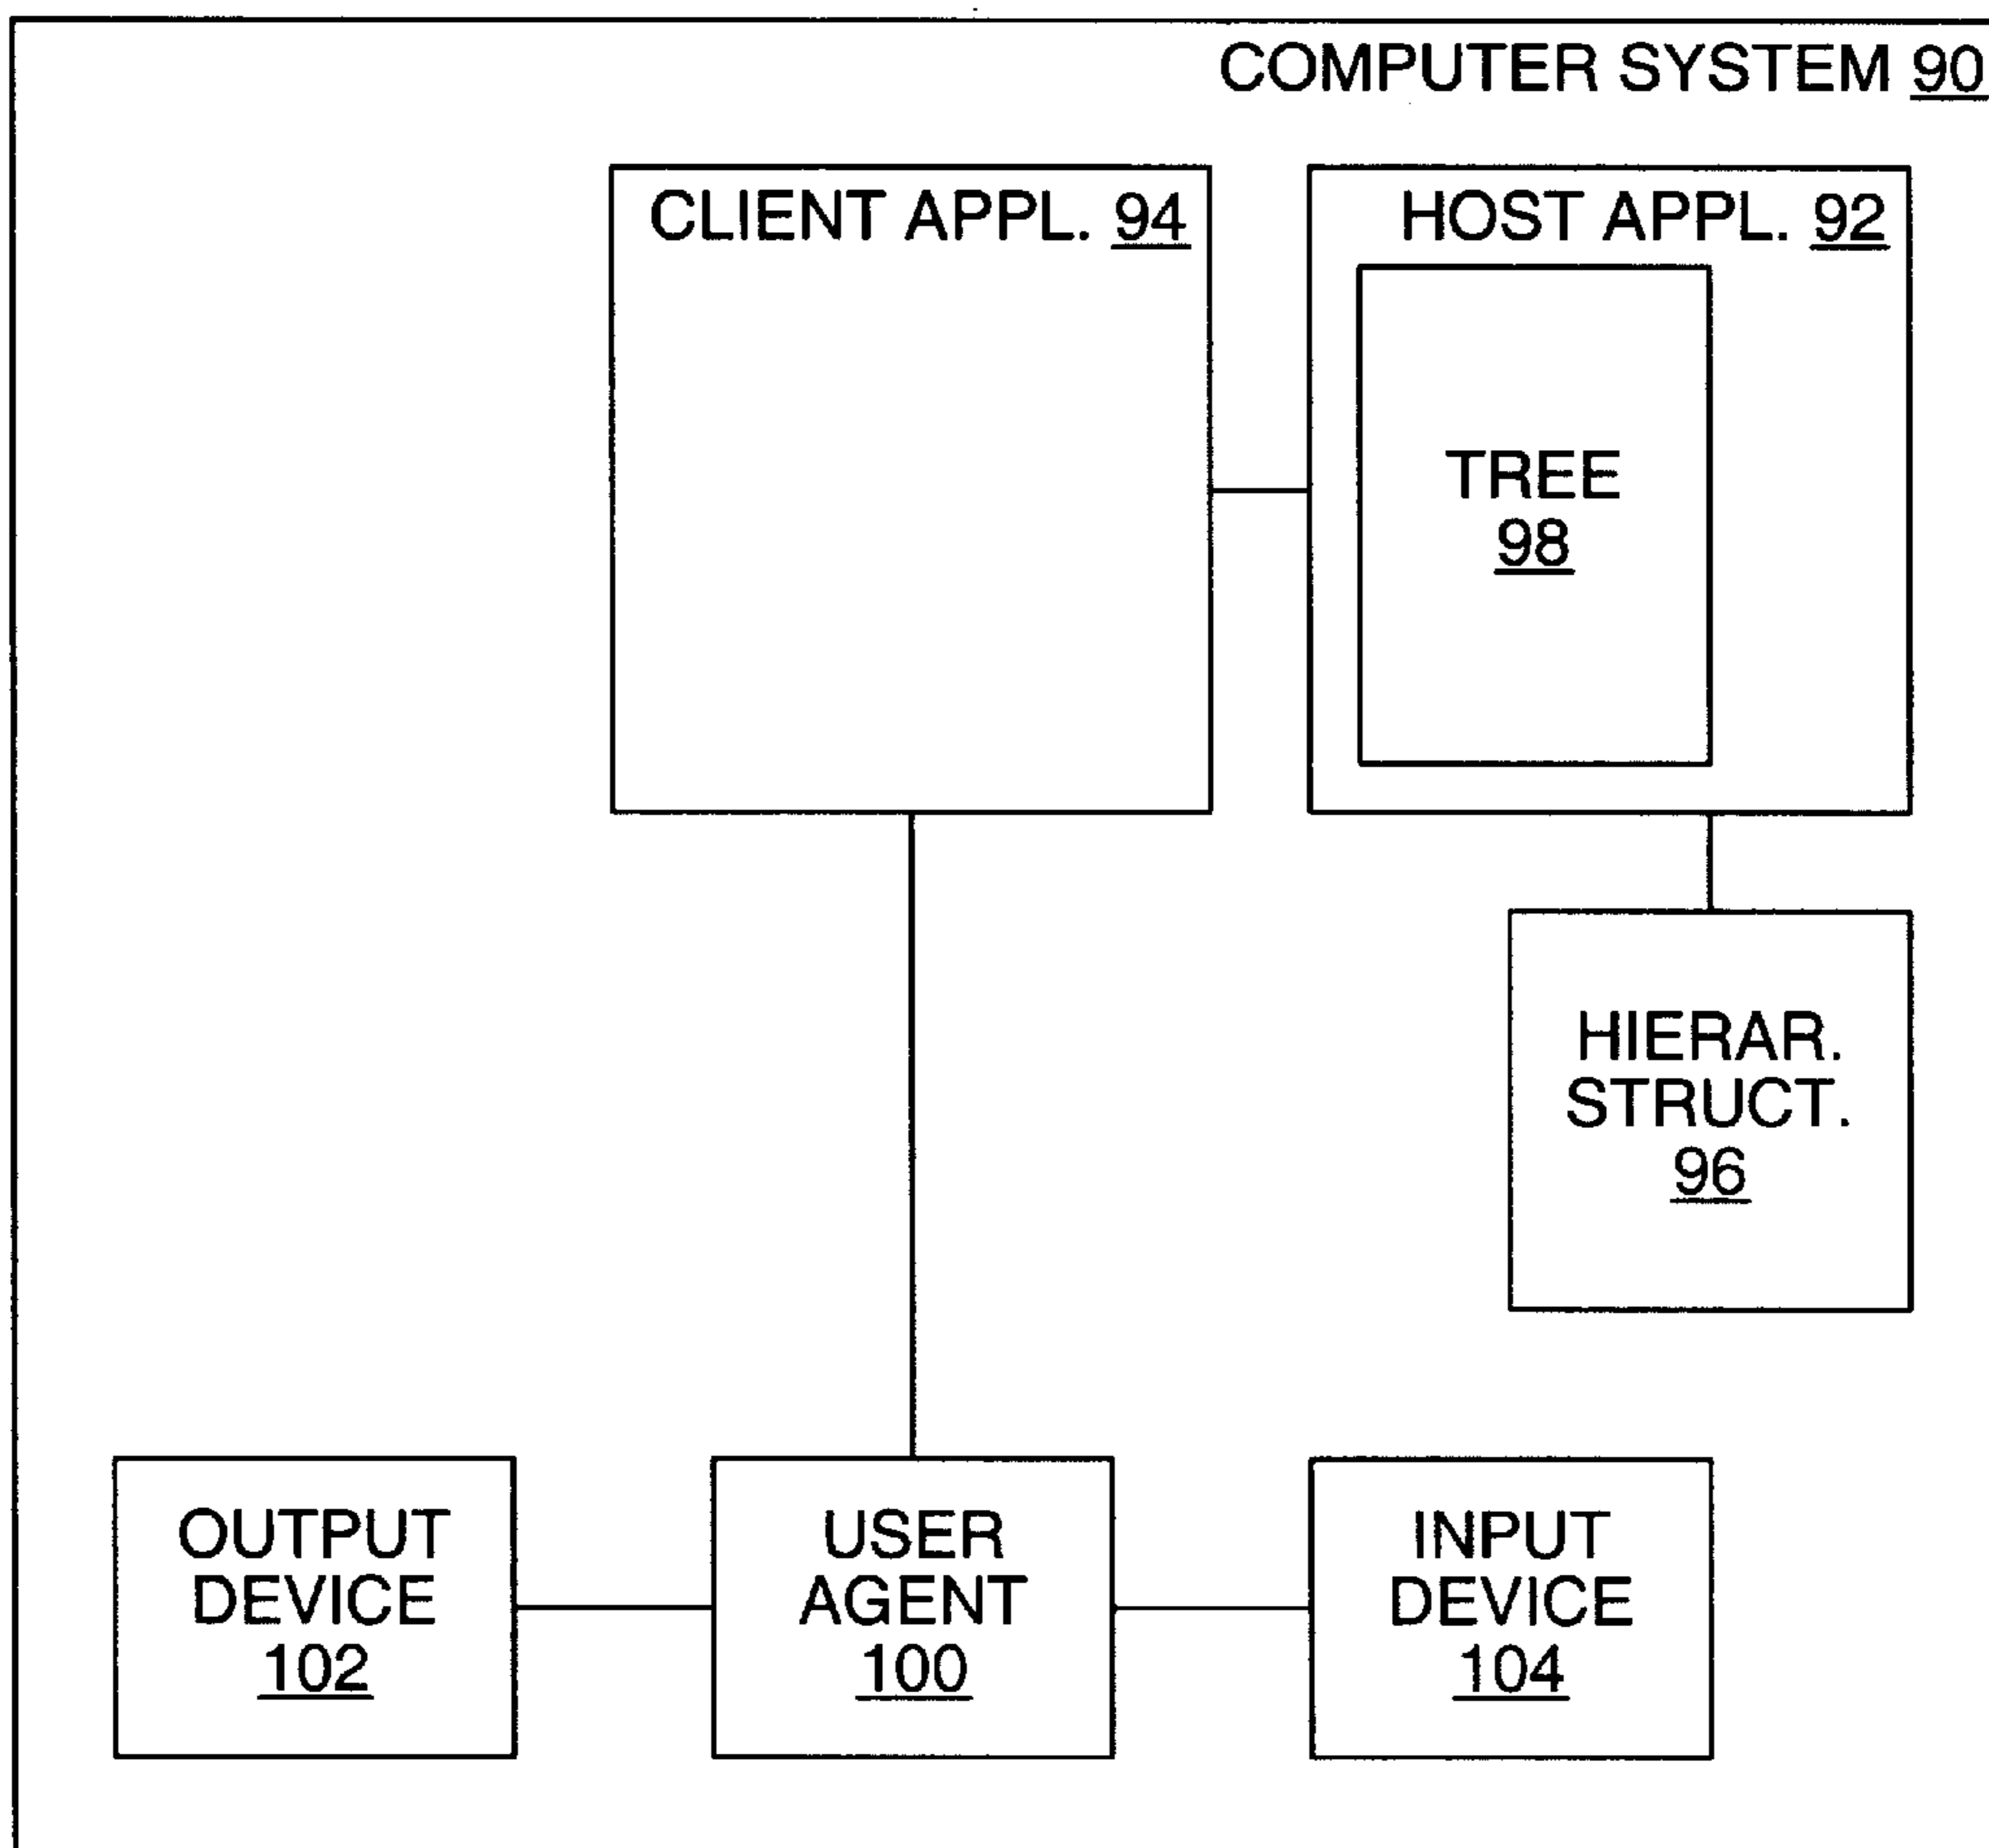 COMPUTER SYSTEM 90
CLIENT APPL. 94
HOST APPL. 92
TREE
98
HIERAR.
STRUCT.
96
OUTPUT
DEVICE
102
USER
AGENT
100
INPUT
DEVICE
104